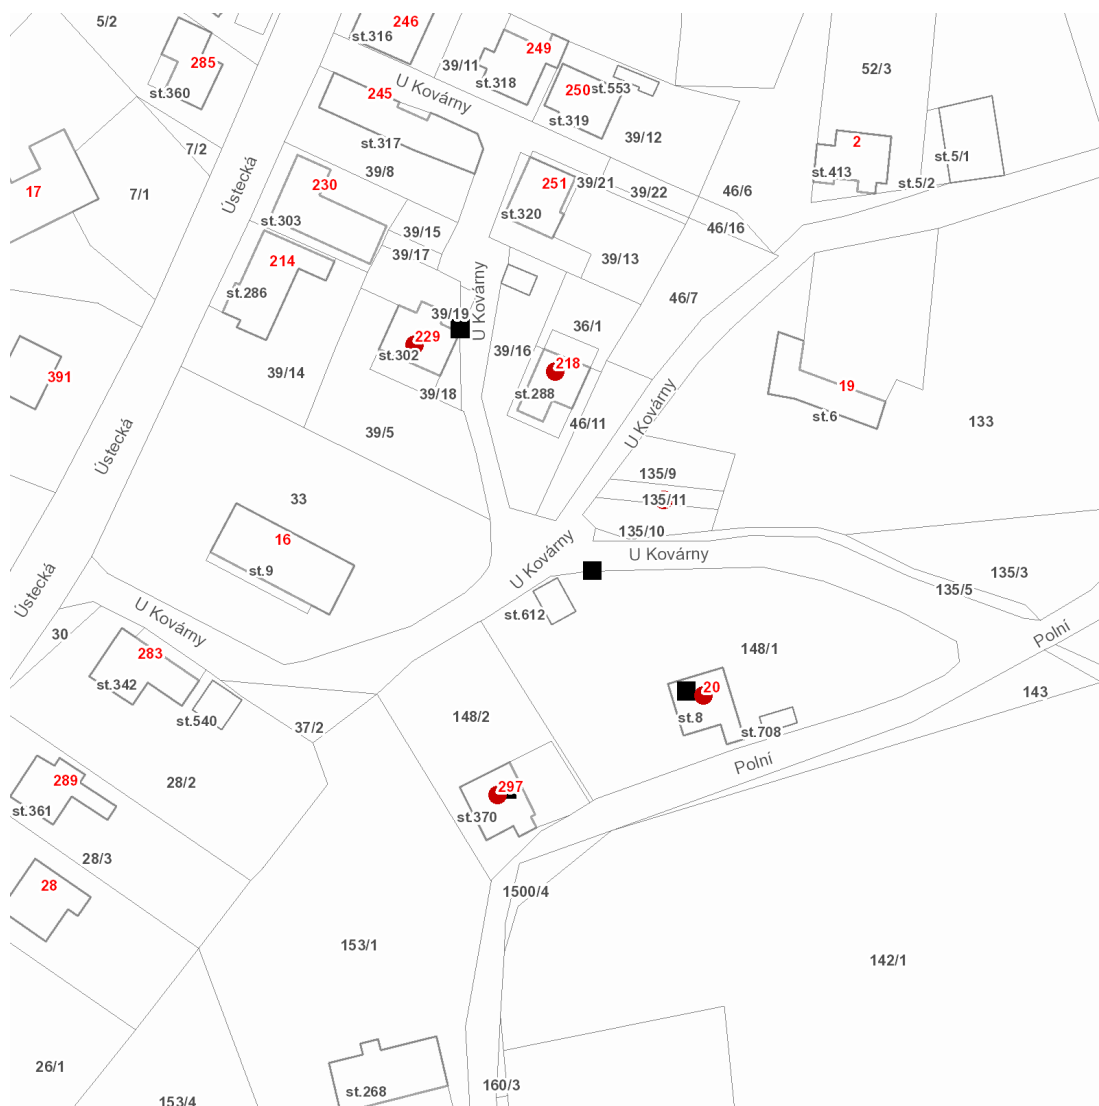 5/2
246
st.316
249
39/11
285
st.360
U Kovárny
st.318
250
st.553
52/3
245
st.319
39/12
2
st.317
7/2
st.5/1
39/8
st.413
st.5/2
17
7/1
Ústecká
230
251
39/21
39/22
46/6
st.303
st.320
39/15
46/16
39/17
214
39/13
st.286
U Kovárny
46/7
39/19
36/1
229
st.302
39/16
218
391
39/14
39/18
st.288
19
st.6
39/5
46/11
U Kovárny
133
Ústecká
135/9
33
135/11
16
135/10
U Kovárny
U Kovárny
st.9
135/3
Ústecká
135/5
U Kovárny
st.612
30
Polní
283
148/1
st.342
20
143
148/2
st.8
st.540
37/2
st.708
Polní
289
28/2
297
st.361
st.370
28/3
28
1500/4
153/1
142/1
26/1
st.268
160/3
153/4